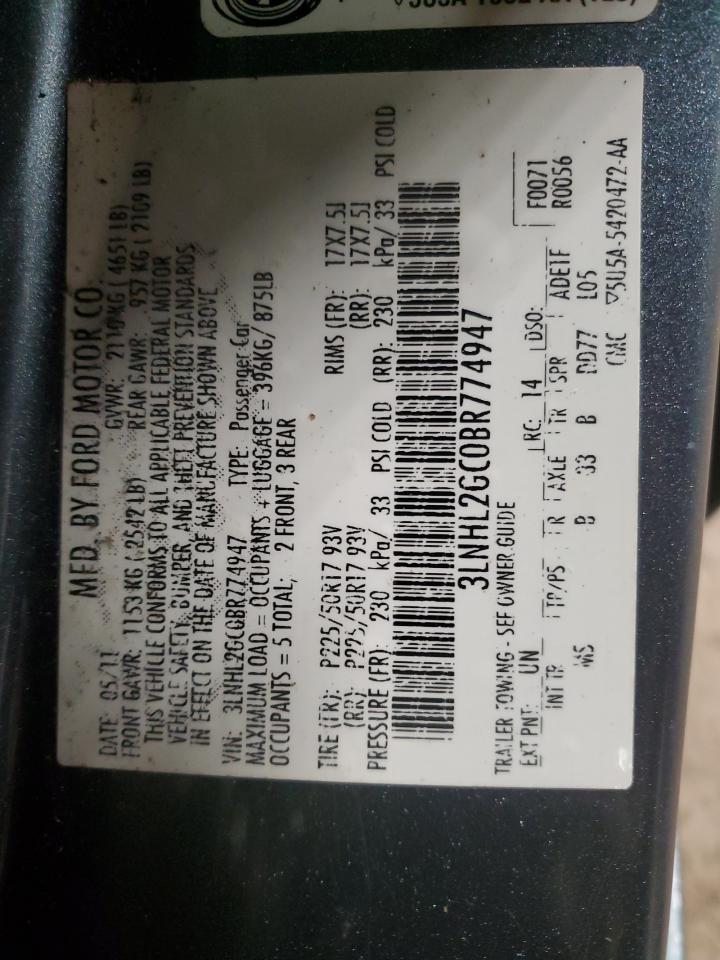 MFD. BY FORD MOTOR CO.
DATE: 05/11 GVWR: 2110 KG ( 4651 LB)
FRONT GAWR: 1153 KG ( 2542 LB) REAR GAWR: 957 KG ( 2109 LB)
THIS VEHICLE CONFORMS TO ALL APPLICABLE FEDERAL MOTOR
VEHICLE SAFETY, BUMPER, AND THEFT PREVENTION STANDARDS
IN EFFECT ON THE DATE OF MANUFACTURE SHOWN ABOVE
VIN: 3LNHL2GC0BR774947 TYPE: Passenger Car
MAXIMUM LOAD = OCCUPANTS + LUGGAGE = 396KG/ 875LB
OCCUPANTS = 5 TOTAL, 2 FRONT, 3 REAR
TIRE (FR): P225/50R17 93V RIMS (FR): 17X7.5J
(RR): P225/50R17 93V (RR): 17X7.5J
PRESSURE (FR): 230 kPa/ 33 PSI COLD (RR): 230 kPa/ 33 PSI COLD
3LNHL2GC0BR774947
TRAILER TOWING - SEE OWNER GUIDE
F0071
R0056
EXT PNT: UN RC: 14 DSO:
INT TR TP/PS R AXLE TR SPR ADE1F
WS B 33 B DD77 L05
CMC ▽5U5A-5420472-AA